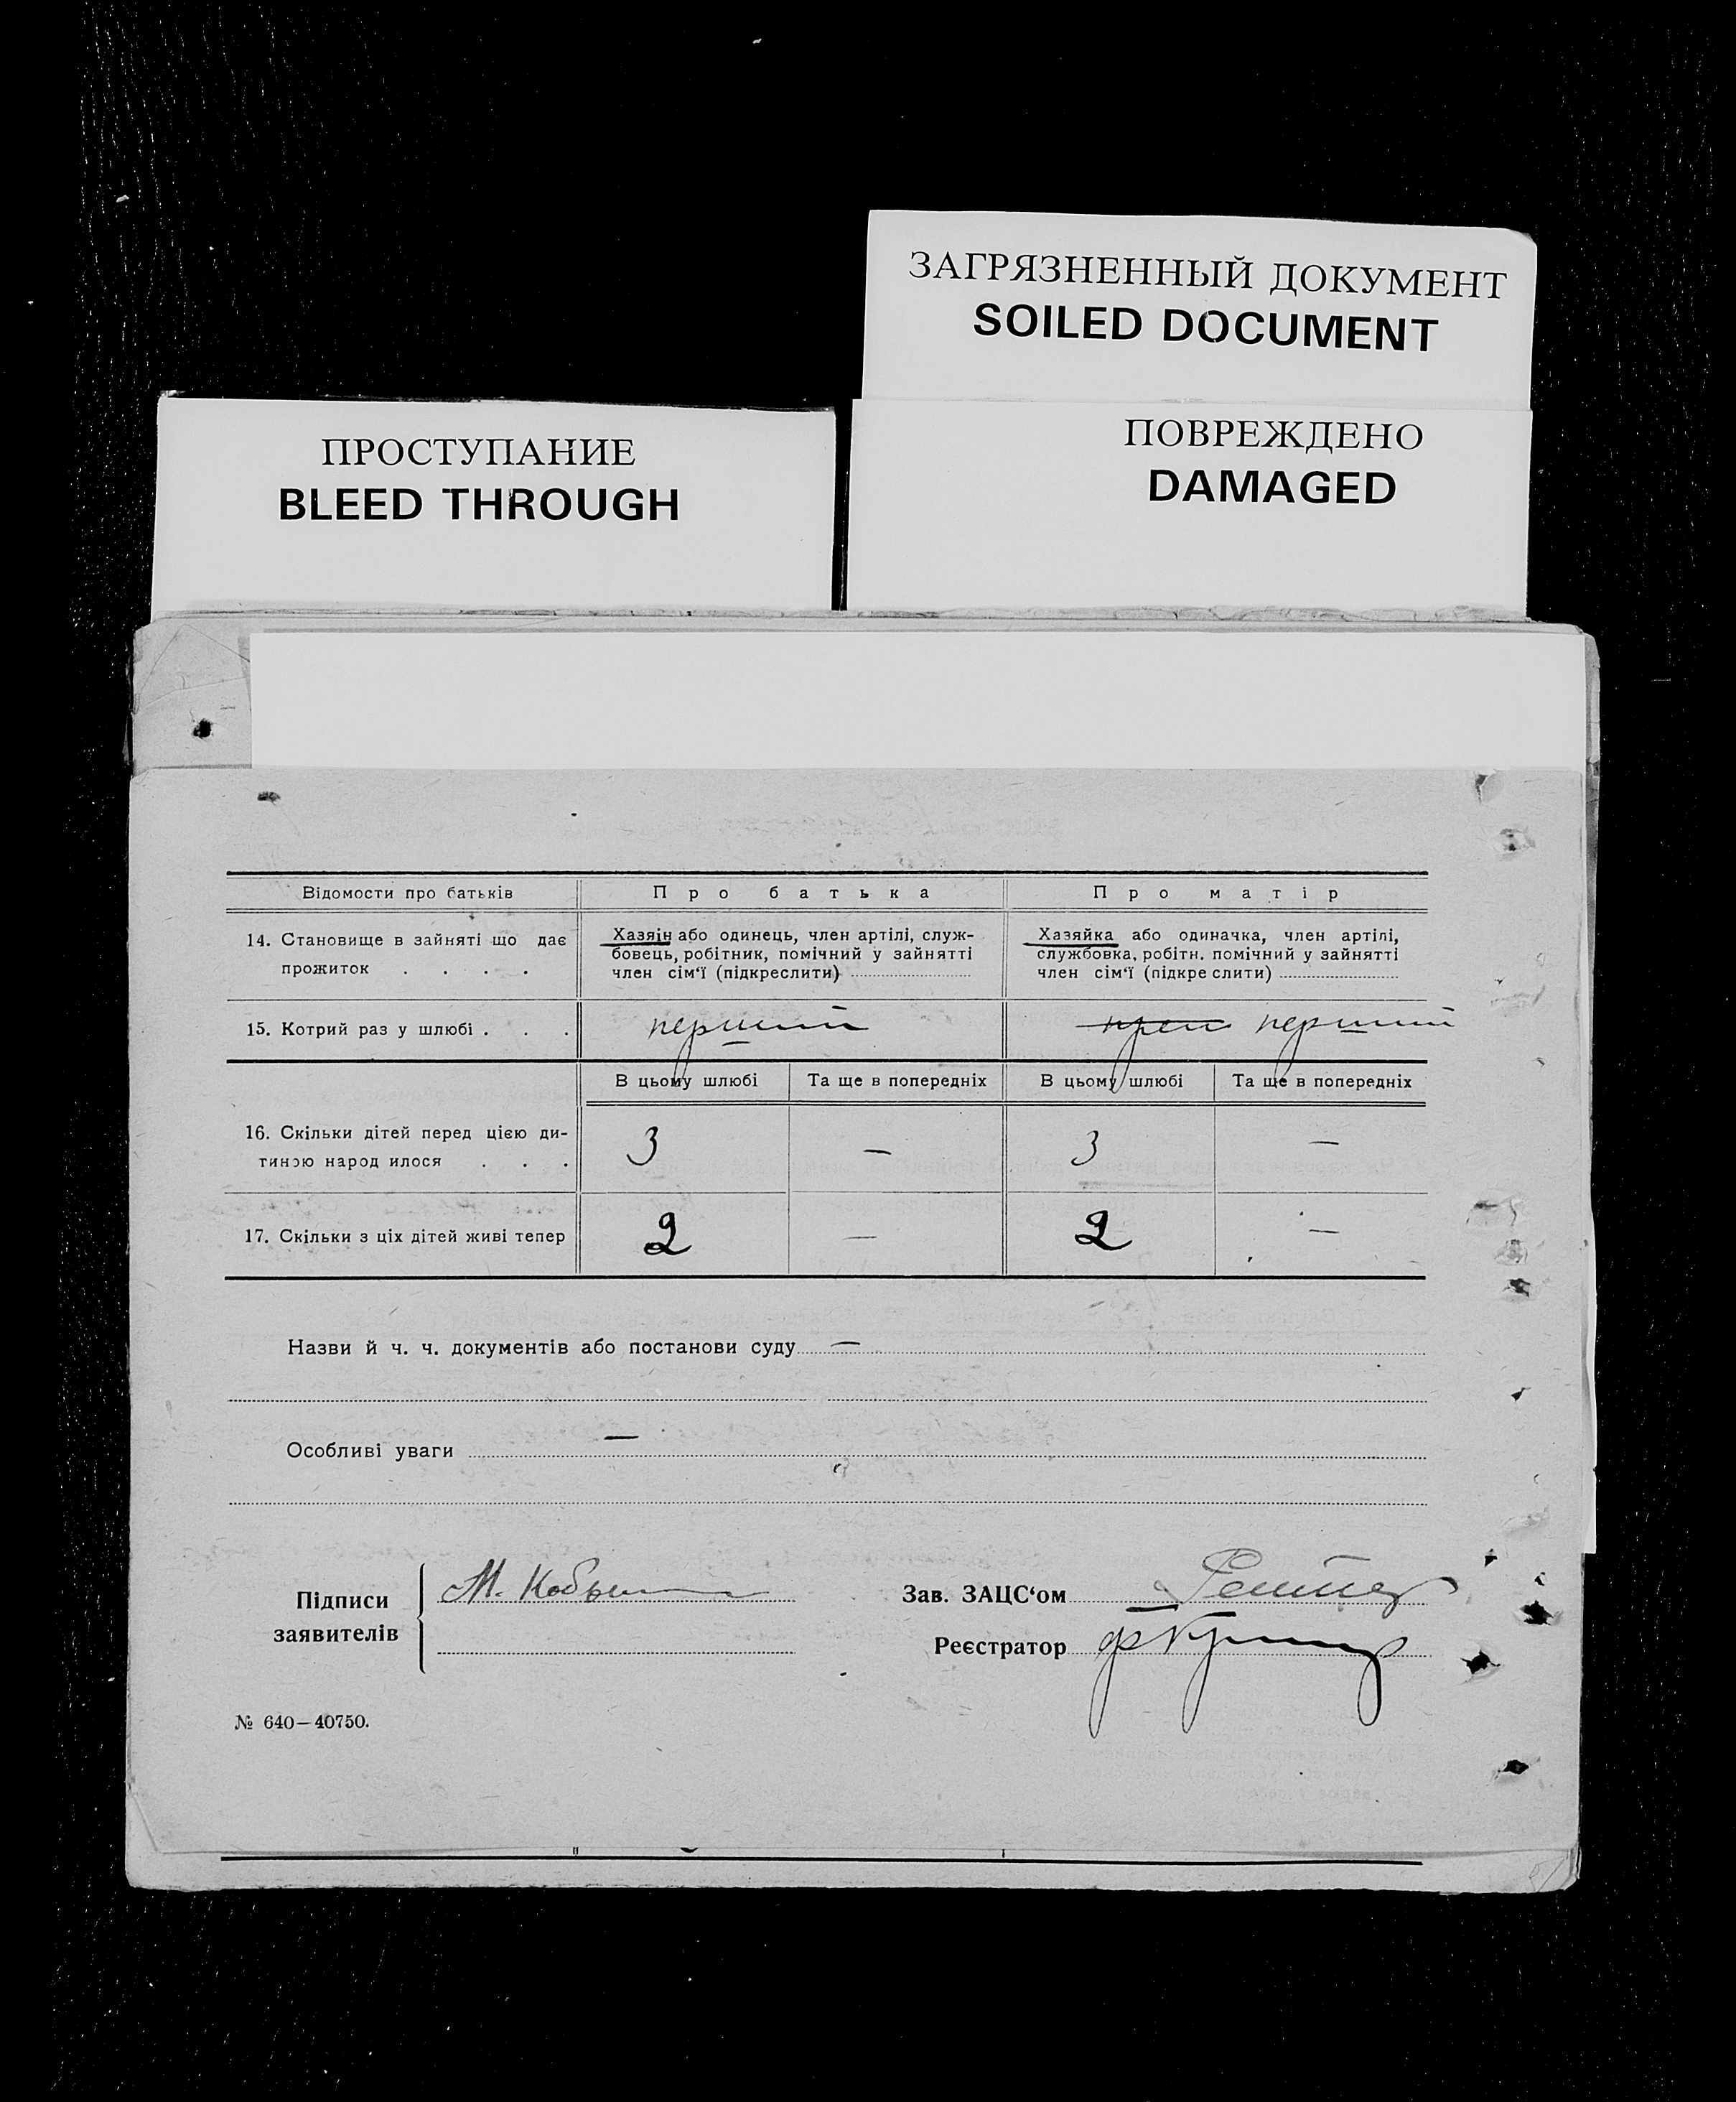 ЗАГРЯЗНЕННЫЙ ДОКУМЕНТ
SOILED DOCUMENT
ПРОСТУПАНИЕ
BLEED THROUGH
ПОВРЕЖДЕНО
DAMAGED
Відомости про батьків Про батька Про матір
14. Становище в зайняті що дає
прожиток . . . .
Хазяїн або одинець, член артілі, служ-
бовець, робітник, помічний у зайнятті
член сім'ї (підкреслити)
Хазяйка або одиначка, член артілі,
службовка, робітн. помічний у зайнятті
член сім'ї (підкреслити)
15. Котрий раз у шлюбі . . . перший перший
В цьому шлюбі Та ще в попередніх В цьому шлюбі Та ще в попередніх
16. Скільки дітей перед цією ди-
тиною народилося . . .
3 — 3 —
17. Скільки з ціх дітей живі тепер 2 — 2 —
Назви й ч. ч. документів або постанови суду —
Особливі уваги —
Підписи
заявителів
М.
Зав. ЗАЦС'ом
Реєстратор
№ 640—40750.